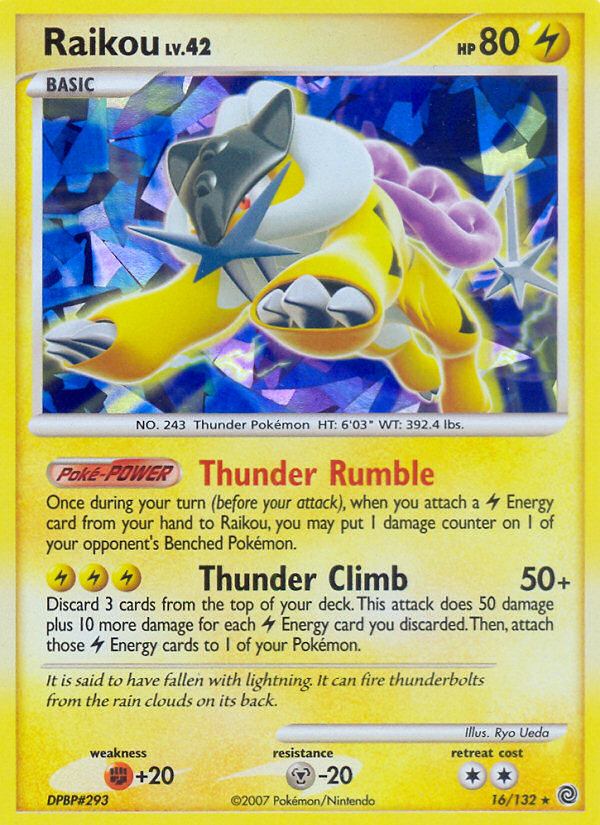 Raikou LV.42
HP 80
BASIC
NO. 243 Thunder Pokémon HT: 6'03" WT: 392.4 lbs.
Poké-POWER Thunder Rumble
Once during your turn (before your attack), when you attach a Energy
card from your hand to Raikou, you may put 1 damage counter on 1 of
your opponent's Benched Pokémon.
Thunder Climb 50+
Discard 3 cards from the top of your deck. This attack does 50 damage
plus 10 more damage for each Energy card you discarded. Then, attach
those Energy cards to 1 of your Pokémon.
It is said to have fallen with lightning. It can fire thunderbolts
from the rain clouds on its back.
Illus. Ryo Ueda
weakness resistance retreat cost
+20 -20
DPBP#293 ©2007 Pokémon/Nintendo 16/132 ★